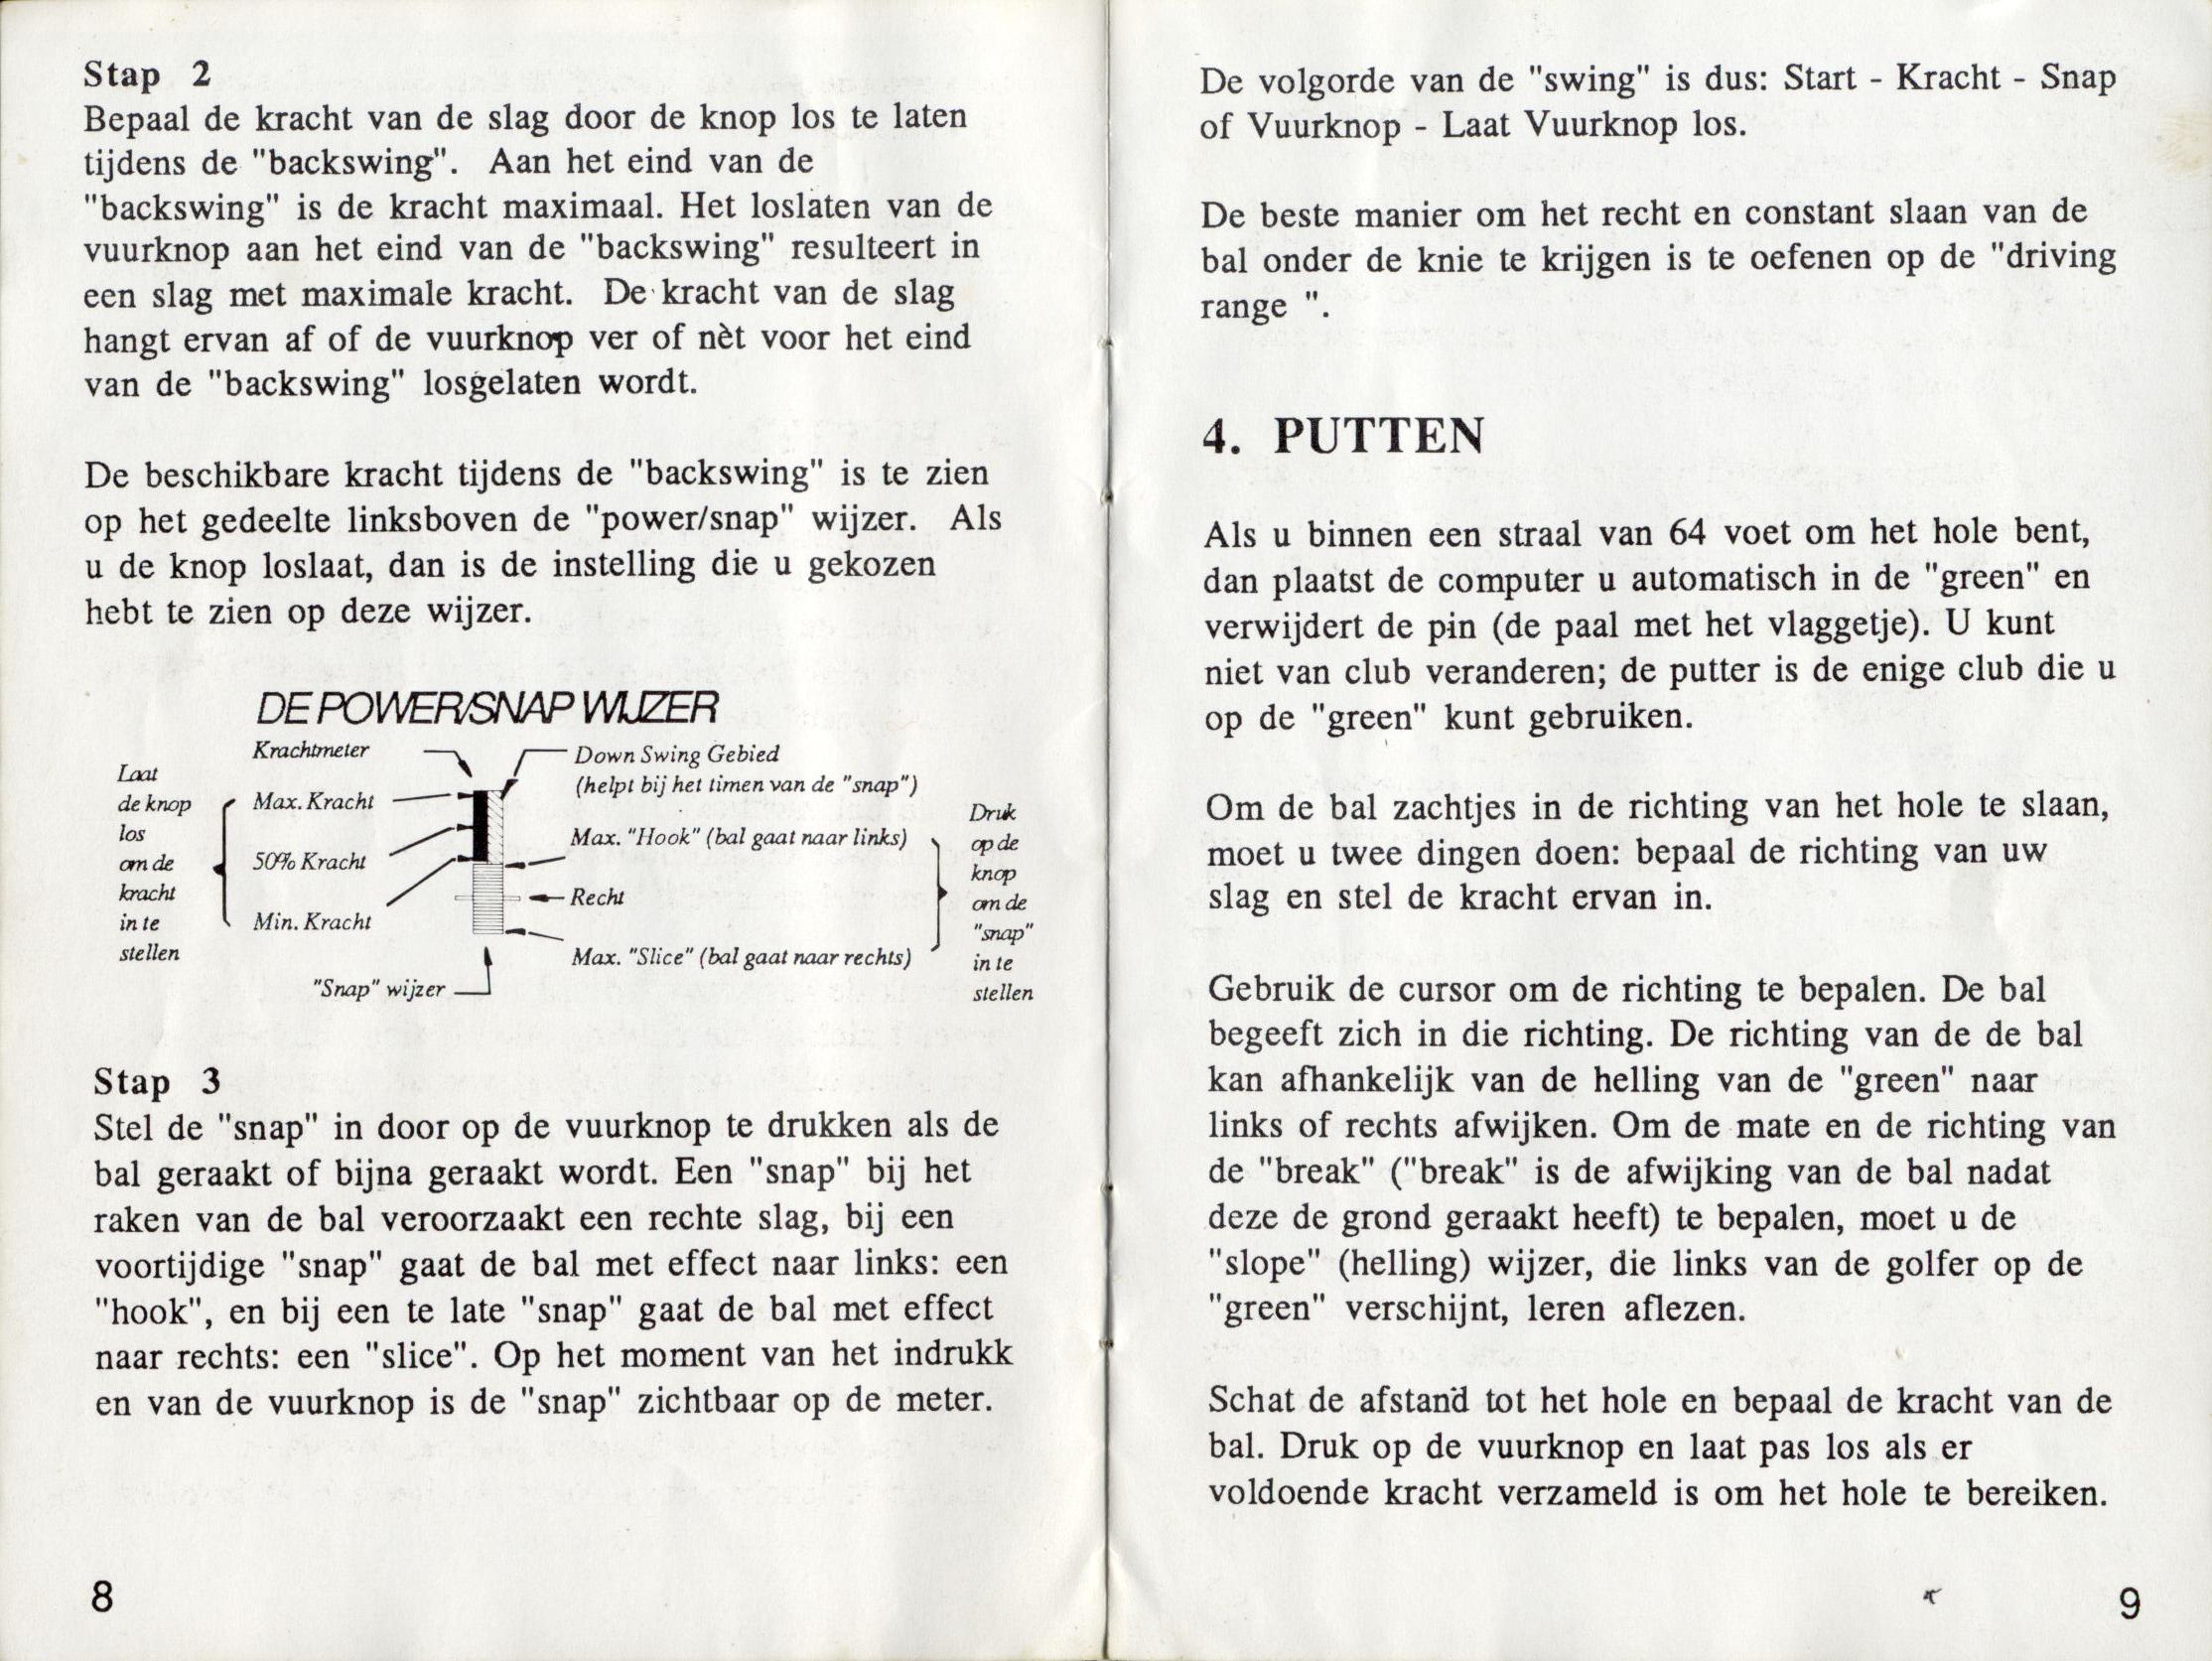 Stap 2
Bepaal de kracht van de slag door de knop los te laten
tijdens de "backswing". Aan het eind van de
"backswing" is de kracht maximaal. Het loslaten van de
vuurknop aan het eind van de "backswing" resulteert in
een slag met maximale kracht. De kracht van de slag
hangt ervan af of de vuurknop ver of nèt voor het eind
van de "backswing" losgelaten wordt.
De beschikbare kracht tijdens de "backswing" is te zien
op het gedeelte linksboven de "power/snap" wijzer. Als
u de knop loslaat, dan is de instelling die u gekozen
hebt te zien op deze wijzer.
DE POWER/SNAP WIJZER
Laat
de knop
los
om de
kracht
in te
stellen
Krachtmeter
Max. Kracht
50% Kracht
Min. Kracht
"Snap" wijzer
Down Swing Gebied
(helpt bij het timen van de "snap")
Max. "Hook" (bal gaat naar links)
Recht
Max. "Slice" (bal gaat naar rechts)
Druk
op de
knop
om de
"snap"
in te
stellen
Stap 3
Stel de "snap" in door op de vuurknop te drukken als de
bal geraakt of bijna geraakt wordt. Een "snap" bij het
raken van de bal veroorzaakt een rechte slag, bij een
voortijdige "snap" gaat de bal met effect naar links: een
"hook", en bij een te late "snap" gaat de bal met effect
naar rechts: een "slice". Op het moment van het indrukk
en van de vuurknop is de "snap" zichtbaar op de meter.
8
De volgorde van de "swing" is dus: Start - Kracht - Snap
of Vuurknop - Laat Vuurknop los.
De beste manier om het recht en constant slaan van de
bal onder de knie te krijgen is te oefenen op de "driving
range ".
4. PUTTEN
Als u binnen een straal van 64 voet om het hole bent,
dan plaatst de computer u automatisch in de "green" en
verwijdert de pin (de paal met het vlaggetje). U kunt
niet van club veranderen; de putter is de enige club die u
op de "green" kunt gebruiken.
Om de bal zachtjes in de richting van het hole te slaan,
moet u twee dingen doen: bepaal de richting van uw
slag en stel de kracht ervan in.
Gebruik de cursor om de richting te bepalen. De bal
begeeft zich in die richting. De richting van de de bal
kan afhankelijk van de helling van de "green" naar
links of rechts afwijken. Om de mate en de richting van
de "break" ("break" is de afwijking van de bal nadat
deze de grond geraakt heeft) te bepalen, moet u de
"slope" (helling) wijzer, die links van de golfer op de
"green" verschijnt, leren aflezen.
Schat de afstand tot het hole en bepaal de kracht van de
bal. Druk op de vuurknop en laat pas los als er
voldoende kracht verzameld is om het hole te bereiken.
9